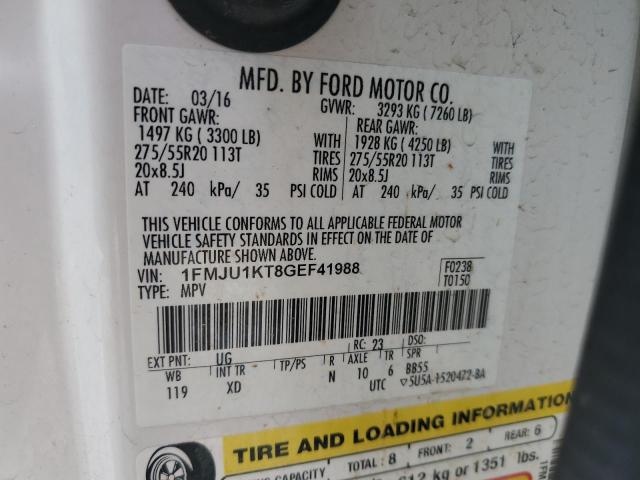 MFD. BY FORD MOTOR CO.
DATE: 03/16 GVWR: 3293 KG ( 7260 LB)
FRONT GAWR: REAR GAWR:
1497 KG ( 3300 LB) WITH 1928 KG ( 4250 LB) WITH
275/55R20 113T TIRES 275/55R20 113T TIRES
20x8.5J RIMS 20x8.5J RIMS
AT 240 kPa/ 35 PSI COLD AT 240 kPa/ 35 PSI COLD
THIS VEHICLE CONFORMS TO ALL APPLICABLE FEDERAL MOTOR
VEHICLE SAFETY STANDARDS IN EFFECT ON THE DATE OF
MANUFACTURE SHOWN ABOVE.
VIN: 1FMJU1KT8GEF41988 F0238
TYPE: MPV T0150
EXT PNT: UG RC: 23 DSO:
WB INT TR TP/PS R AXLE TR SPR
119 XD N 10 6 BB55
UTC ▽5U5A-1520472-BA
TIRE AND LOADING INFORMATION
CAPACITY TOTAL: 8 FRONT: 2 REAR: 6
kg or 1351 lbs.